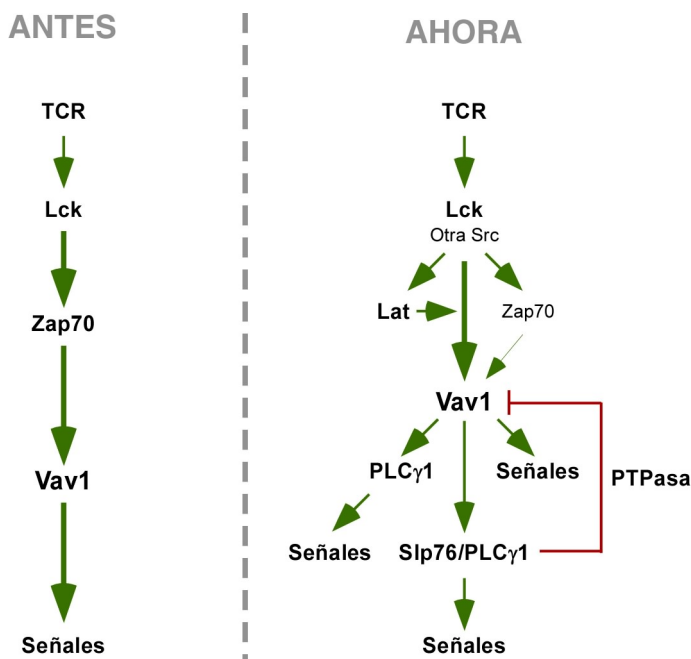 ANTES
TCR
Lck
Zap70
Vav1
Señales
AHORA
TCR
Lck
Otra Src
Lat
Zap70
Vav1
PLCγ1
Señales
PTPasa
Señales
Slp76/PLCγ1
Señales